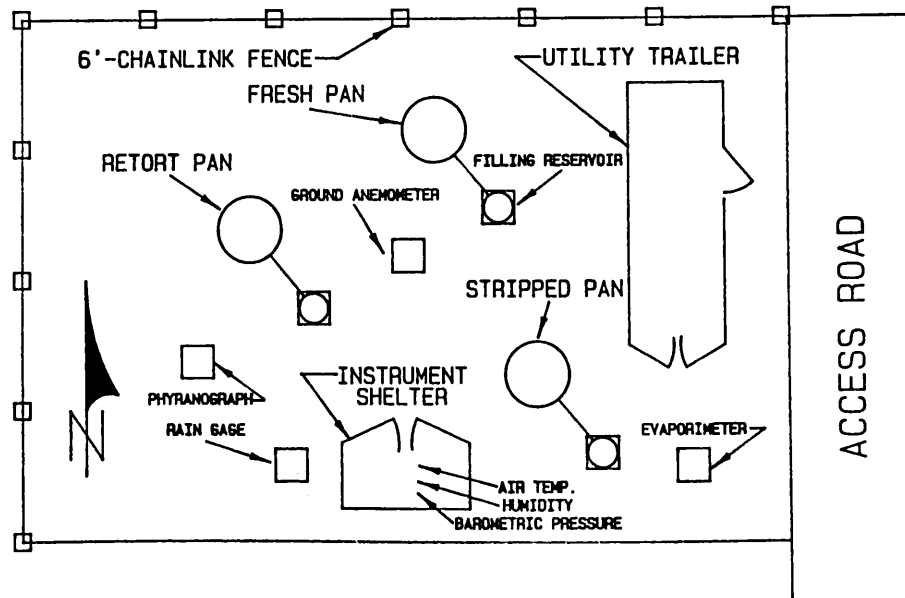 6'-CHAINLINK FENCE
UTILITY TRAILER
FRESH PAN
RETORT PAN
FILLING RESERVOIR
GROUND ANEMOMETER
ACCESS ROAD
STRIPPED PAN
INSTRUMENT
SHELTER
PHYRANOGRAPH
RAIN GAGE
EVAPORIMETER
AIR TEMP.
HUMIDITY
BAROMETRIC PRESSURE
N